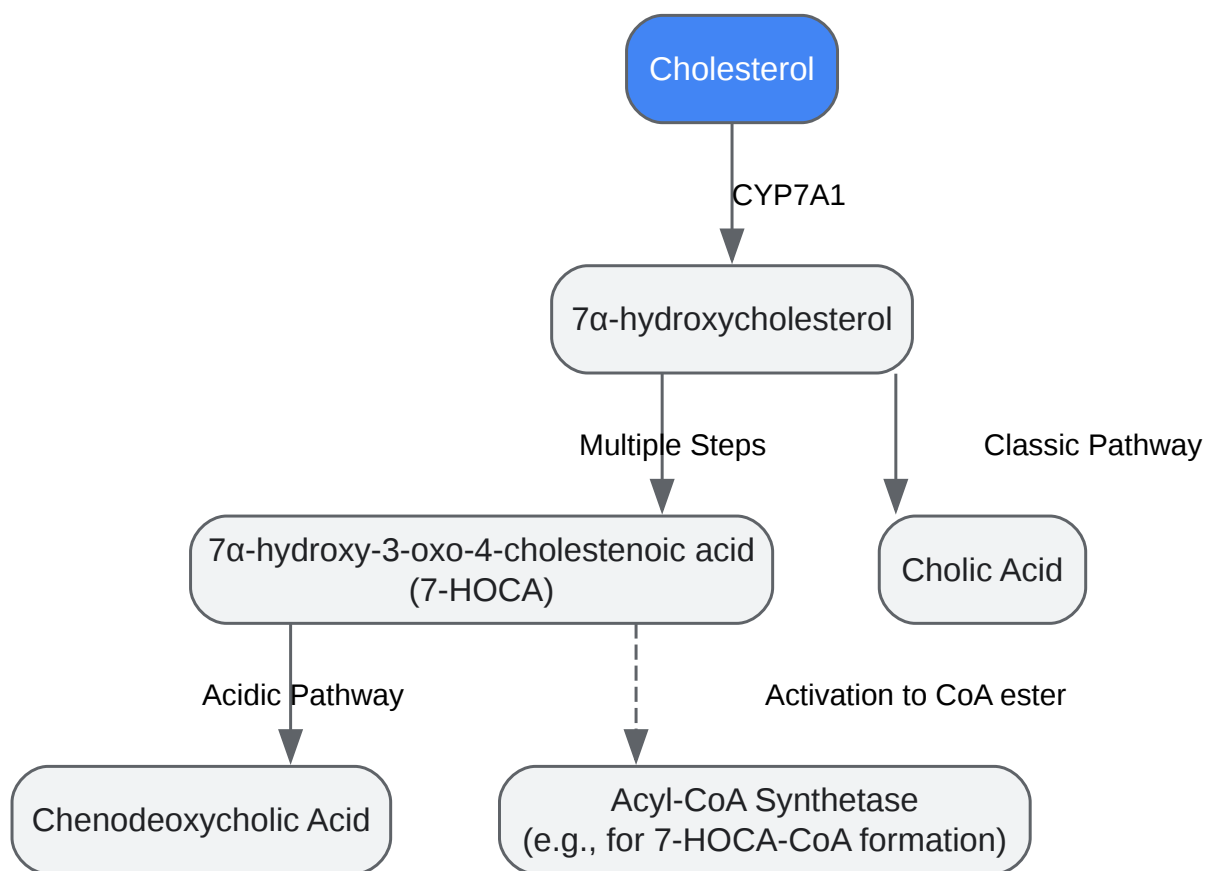 Cholesterol
CYP7A1
7α-hydroxycholesterol
Multiple Steps
Classic Pathway
7α-hydroxy-3-oxo-4-cholestenoic acid
(7-HOCA)
Cholic Acid
Acidic Pathway
Activation to CoA ester
Chenodeoxycholic Acid
Acyl-CoA Synthetase
(e.g., for 7-HOCA-CoA formation)